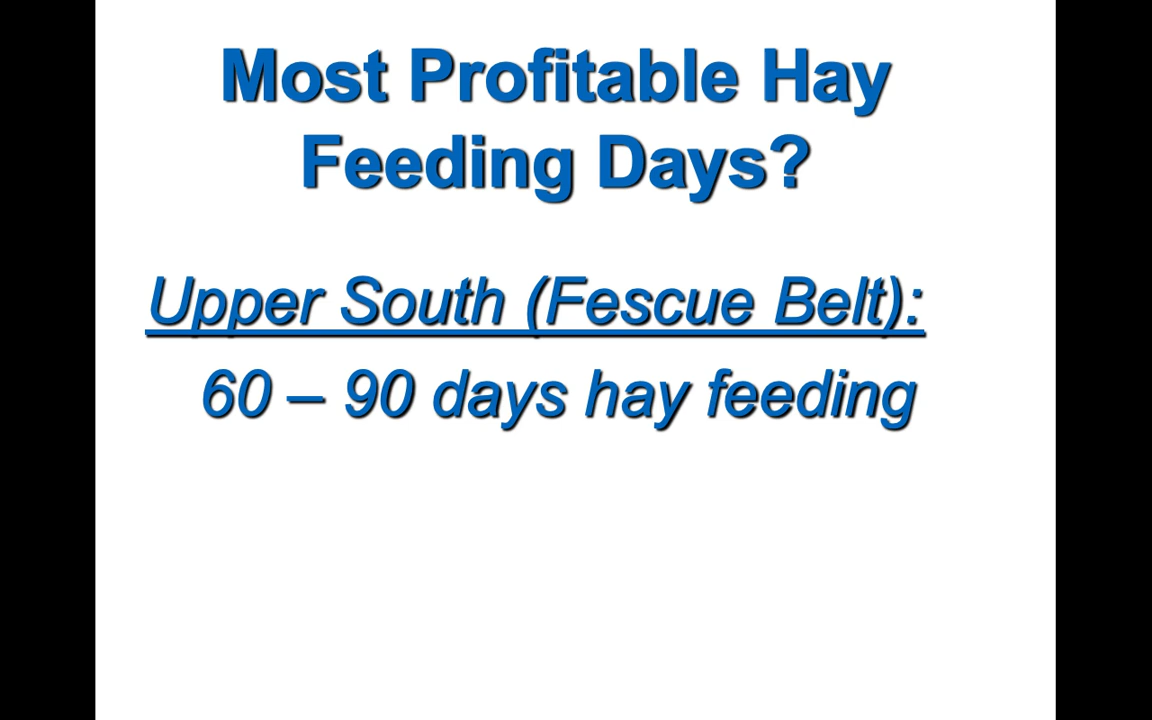 Most Profitable Hay
Feeding Days?
Upper South (Fescue Belt):
60 – 90 days hay feeding